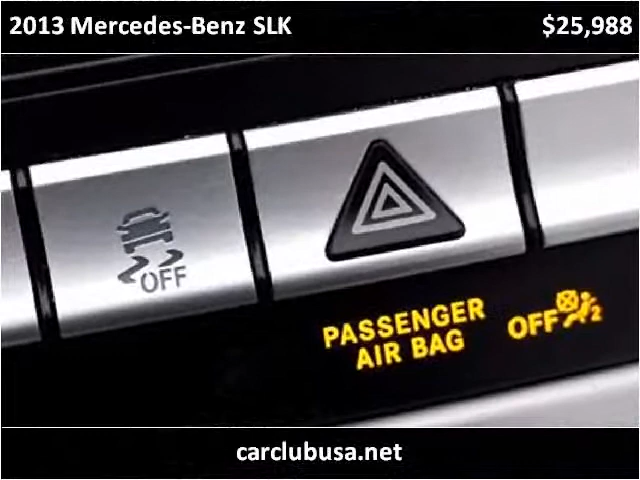 2013 Mercedes-Benz SLK $25,988
OFF
PASSENGER
AIR BAG OFF 2
carclubusa.net